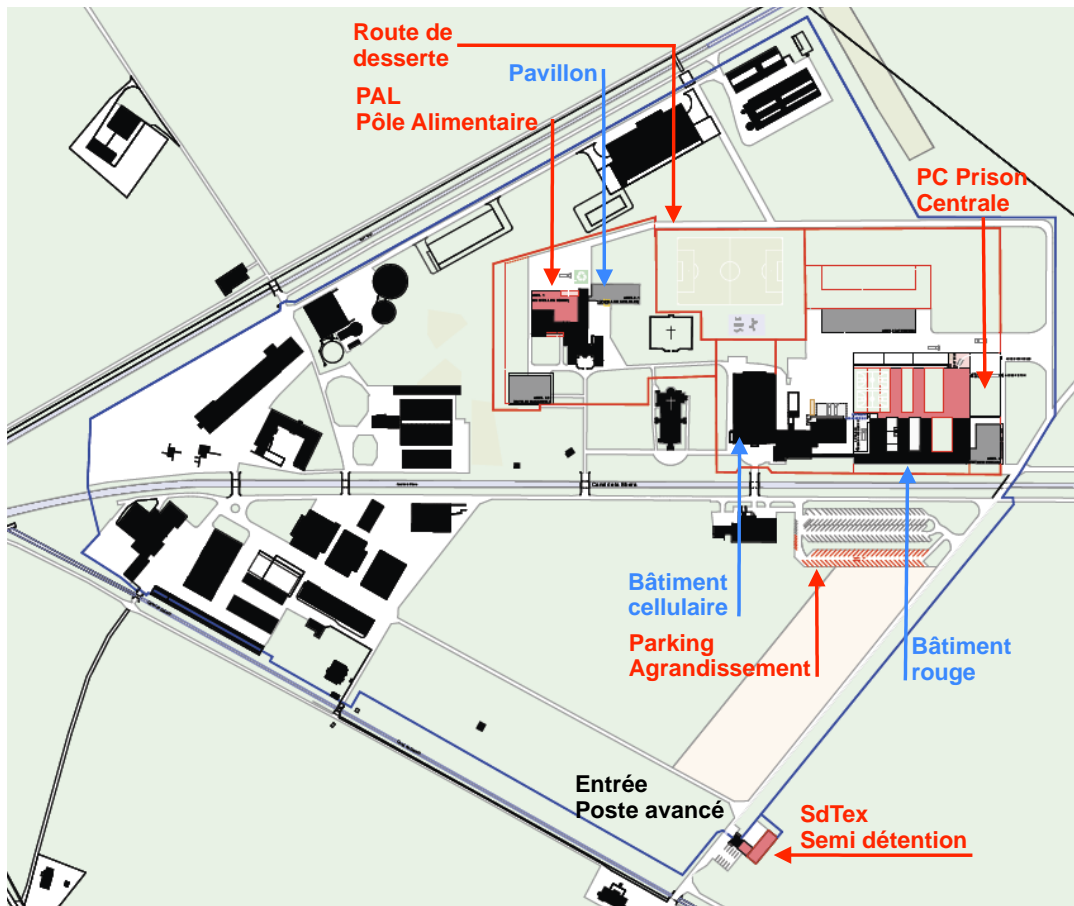 Route de
desserte
Pavillon
PAL
Pôle Alimentaire
PC Prison
Centrale
Bâtiment
cellulaire
Parking
Agrandissement
Bâtiment
rouge
Entrée
Poste avancé
SdTex
Semi détention